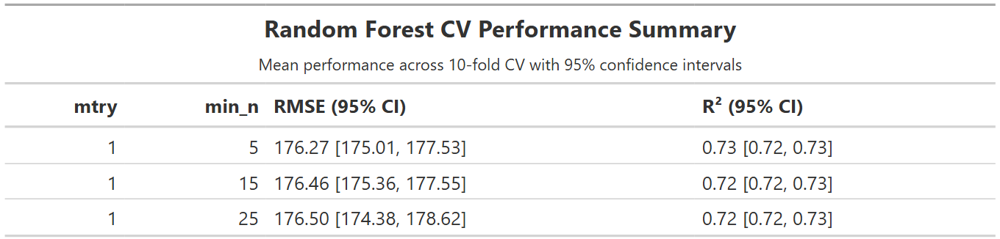 Random Forest CV Performance Summary
Mean performance across 10-fold CV with 95% confidence intervals
mtry min_n RMSE (95% CI) R² (95% CI)
1 5 176.27 [175.01, 177.53] 0.73 [0.72, 0.73]
1 15 176.46 [175.36, 177.55] 0.72 [0.72, 0.73]
1 25 176.50 [174.38, 178.62] 0.72 [0.72, 0.73]